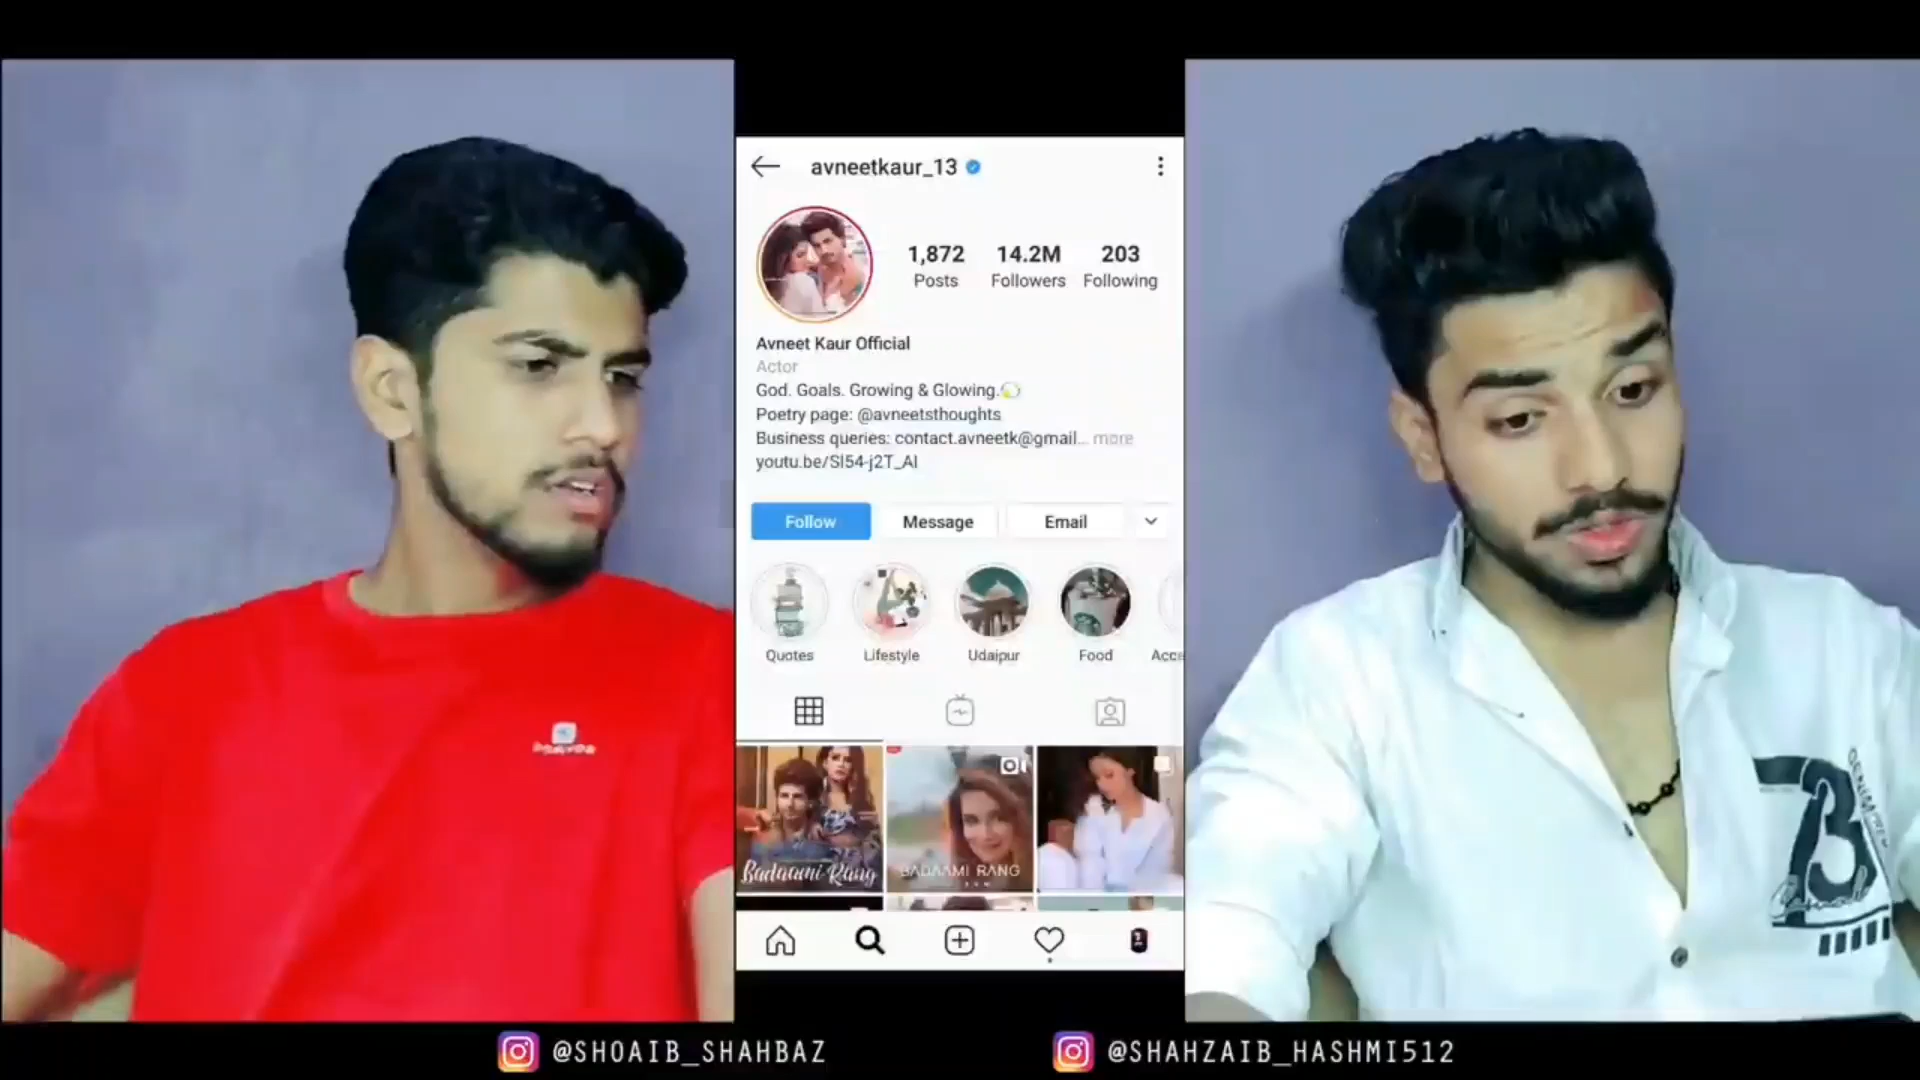 avneetkaur_13
1,872 14.2M 203
Posts Followers Following
Avneet Kaur Official
Actor
God. Goals. Growing & Glowing.
Poetry page: @avneetsthoughts
Business queries: contact.avneetk@gmail... more
youtu.be/SI54-j2T_AI
Follow Message Email
Quotes Lifestyle Udaipur Food Acce
Badaami Rang BADAAMI RANG
@SHOAIB_SHAHBAZ @SHAHZAIB_HASHMI512